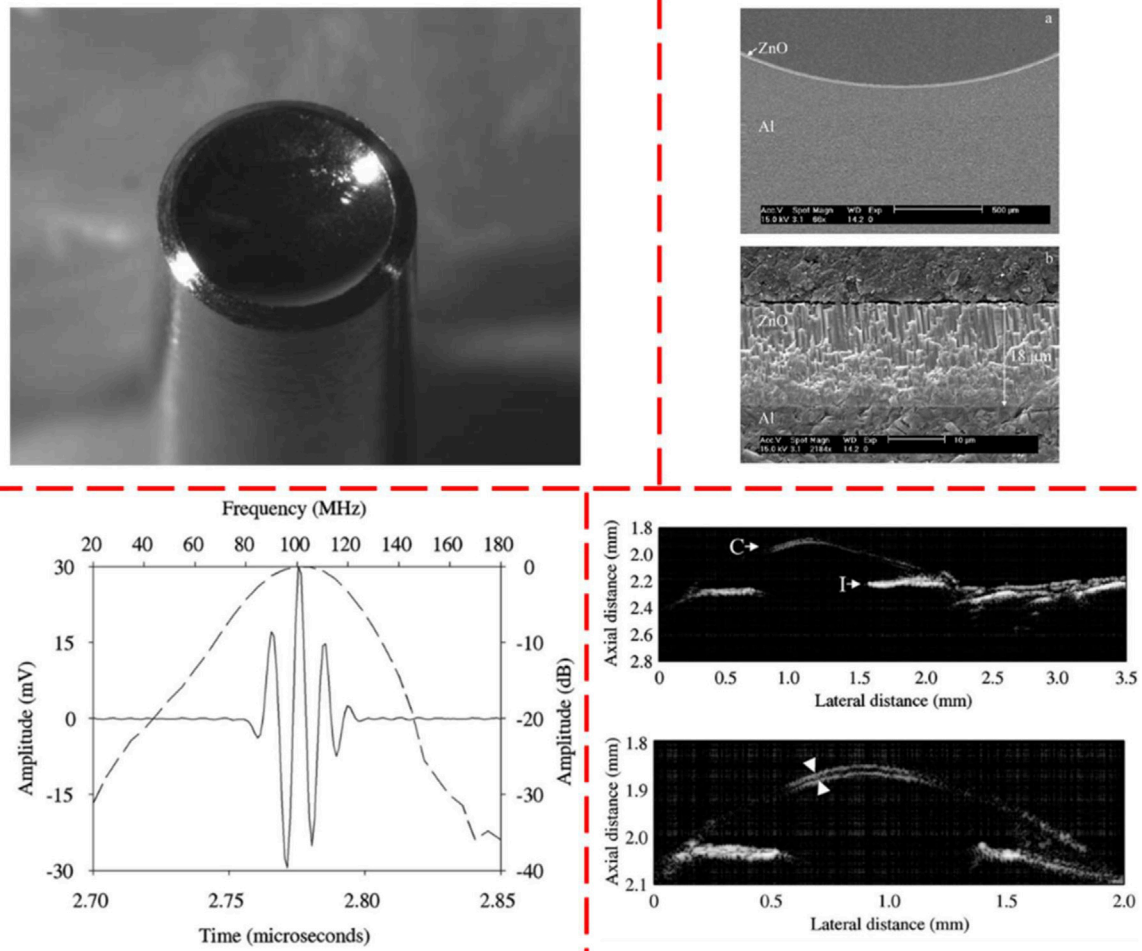 a
ZnO
Al
Acc.V Spot Magn WD Exp
15.0 kV 3.1 66x 14.2 0
500 μm
b
ZnO
18 μm
Al
Acc.V Spot Magn WD Exp
15.0 kV 3.1 2184x 14.2 0
10 μm
Frequency (MHz)
20 40 60 80 100 120 140 160 180
30 15 0 -15 -30
Amplitude (mV)
0 -10 -20 -30 -40
Amplitude (dB)
2.70 2.75 2.80 2.85
Time (microseconds)
Axial distance (mm)
1.8 2.0 2.2 2.4 2.6 2.8
C
I
0 0.5 1.0 1.5 2.0 2.5 3.0 3.5
Lateral distance (mm)
Axial distance (mm)
1.8 1.9 2.0 2.1
0 0.5 1.0 1.5 2.0
Lateral distance (mm)